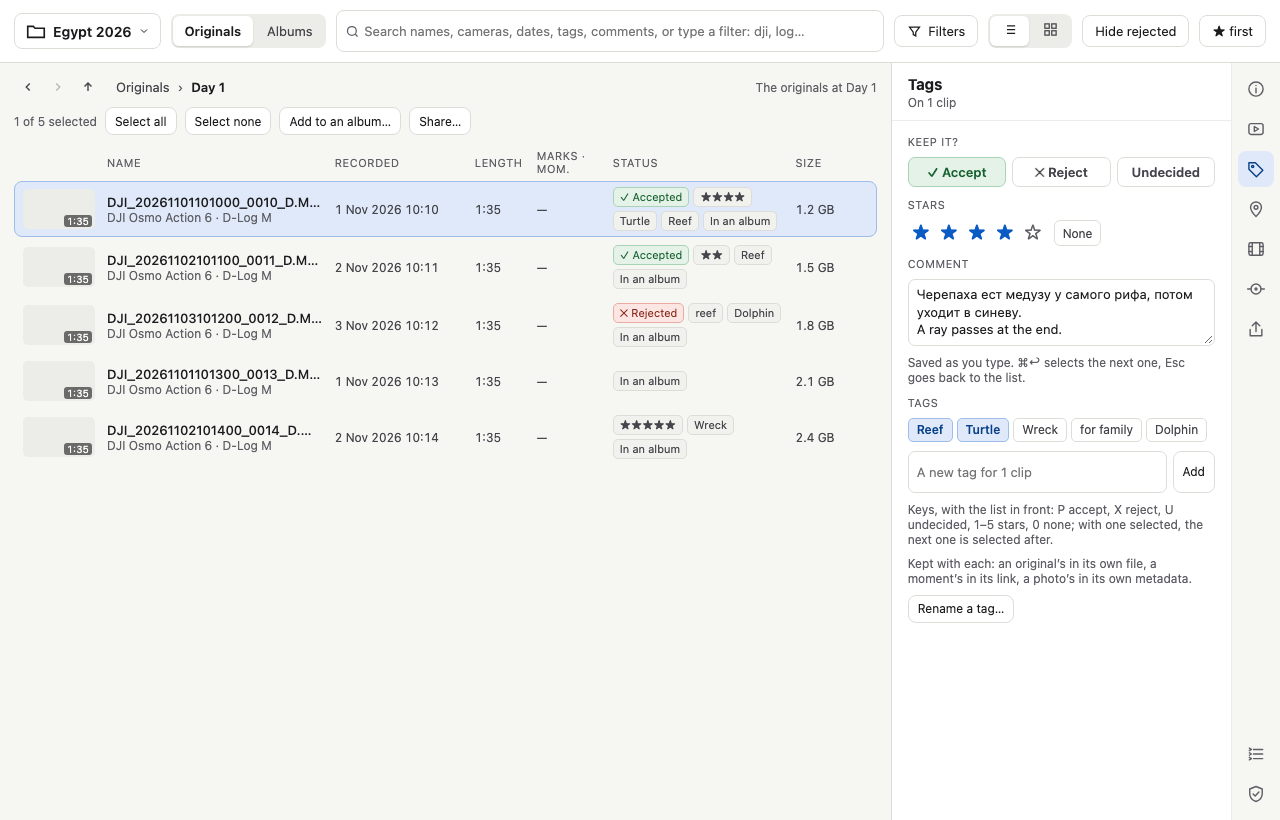 Egypt 2026
Originals
Albums
Search names, cameras, dates, tags, comments, or type a filter: dji, log…
Filters
Hide rejected
★ first
Originals › Day 1
The originals at Day 1
1 of 5 selected
Select all
Select none
Add to an album…
Share…
NAME
RECORDED
LENGTH
MARKS ·
MOM.
STATUS
SIZE
1:35
DJI_20261101101000_0010_D.M…
DJI Osmo Action 6 · D-Log M
1 Nov 2026 10:10
1:35
—
✓ Accepted
★★★★
Turtle
Reef
In an album
1.2 GB
1:35
DJI_20261102101100_0011_D.M…
DJI Osmo Action 6 · D-Log M
2 Nov 2026 10:11
1:35
—
✓ Accepted
★★
Reef
In an album
1.5 GB
1:35
DJI_20261103101200_0012_D.M…
DJI Osmo Action 6 · D-Log M
3 Nov 2026 10:12
1:35
—
✕ Rejected
reef
Dolphin
In an album
1.8 GB
1:35
DJI_20261101101300_0013_D.M…
DJI Osmo Action 6 · D-Log M
1 Nov 2026 10:13
1:35
—
In an album
2.1 GB
1:35
DJI_20261102101400_0014_D.…
DJI Osmo Action 6 · D-Log M
2 Nov 2026 10:14
1:35
—
★★★★★
Wreck
In an album
2.4 GB
Tags
On 1 clip
KEEP IT?
✓ Accept
✕ Reject
Undecided
STARS
★ ★ ★ ★ ☆
None
COMMENT
Черепаха ест медузу у самого рифа, потом
уходит в синеву.
A ray passes at the end.
Saved as you type. ⌘↩ selects the next one, Esc
goes back to the list.
TAGS
Reef
Turtle
Wreck
for family
Dolphin
A new tag for 1 clip
Add
Keys, with the list in front: P accept, X reject, U
undecided, 1–5 stars, 0 none; with one selected, the
next one is selected after.
Kept with each: an original’s in its own file, a
moment’s in its link, a photo’s in its own metadata.
Rename a tag…